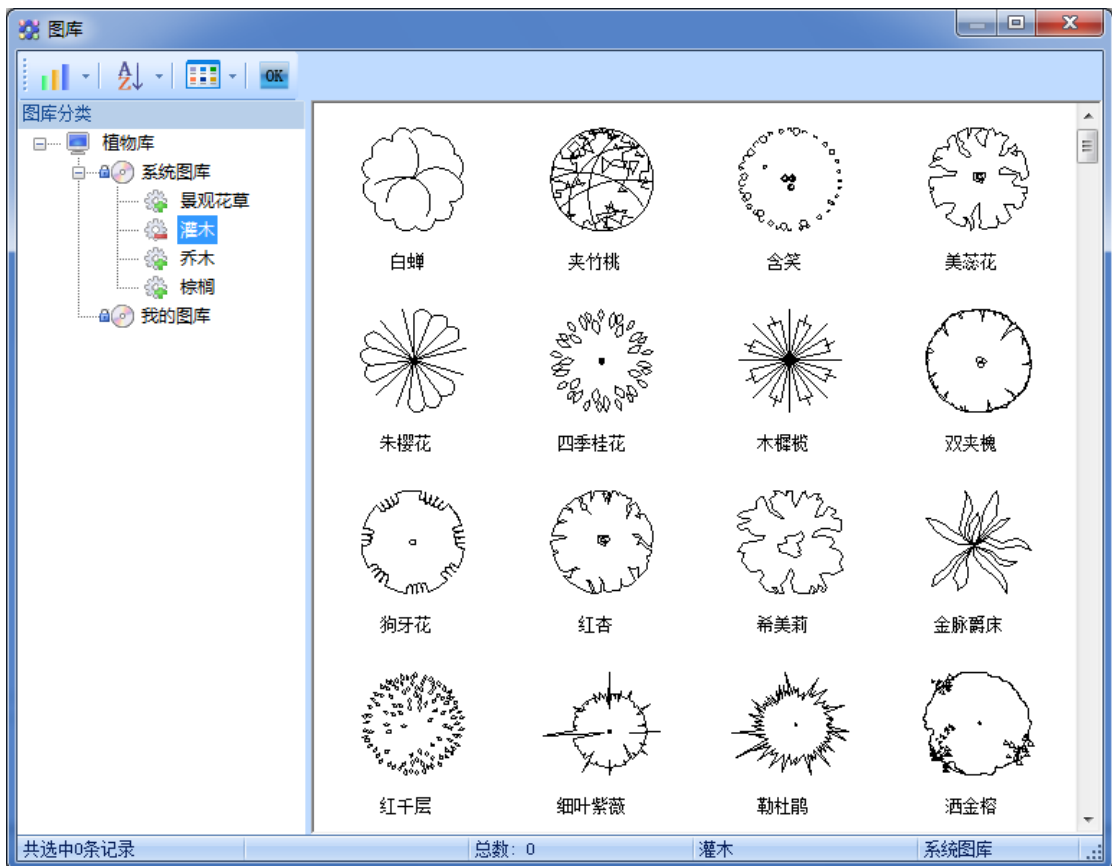 图库
A
Z
OK
图库分类
植物库
系统图库
景观花草
灌木
乔木
棕榈
我的图库
白蝉 夹竹桃 含笑 美蕊花
朱樱花 四季桂花 木樨榄 双夹槐
狗牙花 红杏 希美莉 金脉爵床
红千层 细叶紫薇 勒杜鹃 洒金榕
共选中0条记录 总数: 0 灌木 系统图库